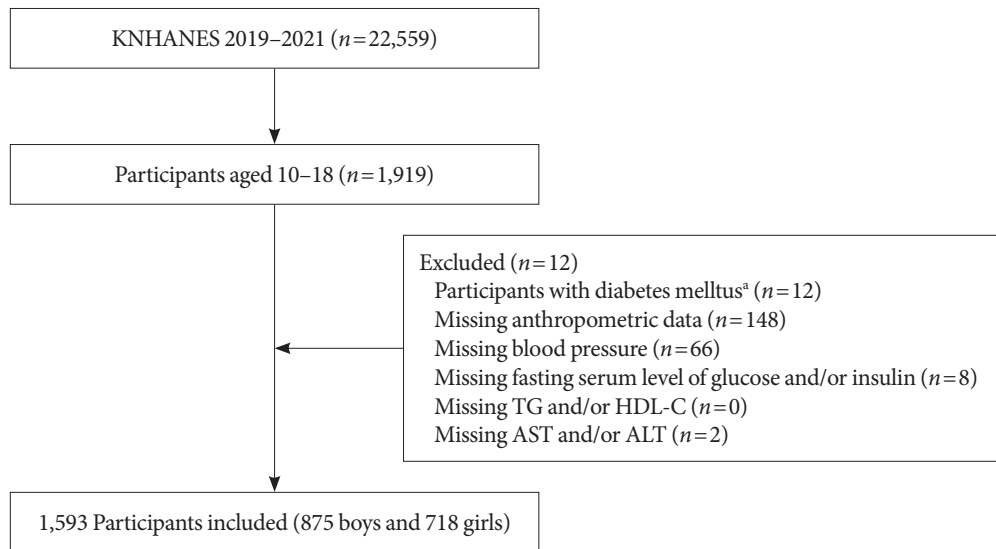 KNHANES 2019–2021 (n=22,559)
Participants aged 10–18 (n=1,919)
Excluded (n=12)
Participants with diabetes melltusᵃ (n=12)
Missing anthropometric data (n=148)
Missing blood pressure (n=66)
Missing fasting serum level of glucose and/or insulin (n=8)
Missing TG and/or HDL-C (n=0)
Missing AST and/or ALT (n=2)
1,593 Participants included (875 boys and 718 girls)